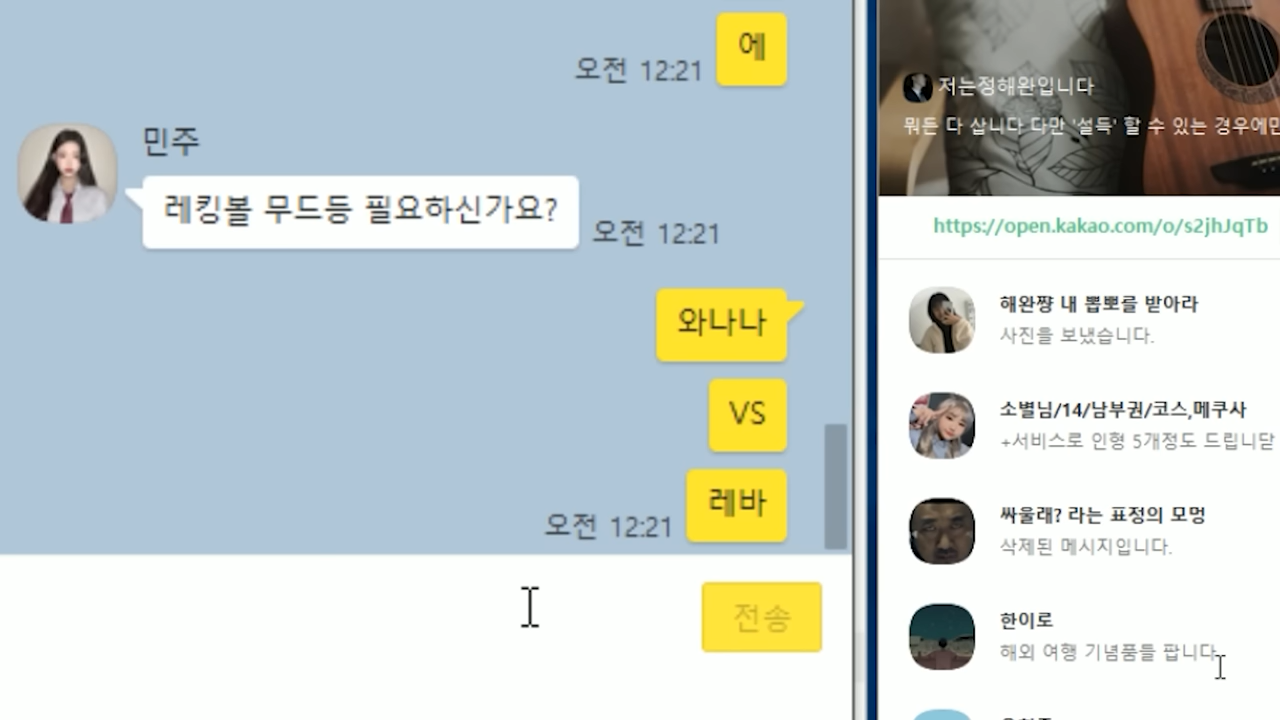 에
오전 12:21
민주
레킹볼 무드등 필요하신가요?
오전 12:21
와나나
VS
레바
오전 12:21
전송
저는정해완입니다
뭐든 다 삽니다 다만 '설득' 할 수 있는 경우에만
https://open.kakao.com/o/s2jhJqTb
해완쨩 내 뽑뽀를 받아라
사진을 보냈습니다.
소별님/14/남부권/코스,메쿠사
+서비스로 인형 5개정도 드립니닫
싸울래? 라는 표정의 모멍
삭제된 메시지입니다.
한이로
해외 여행 기념품들 팝니다.